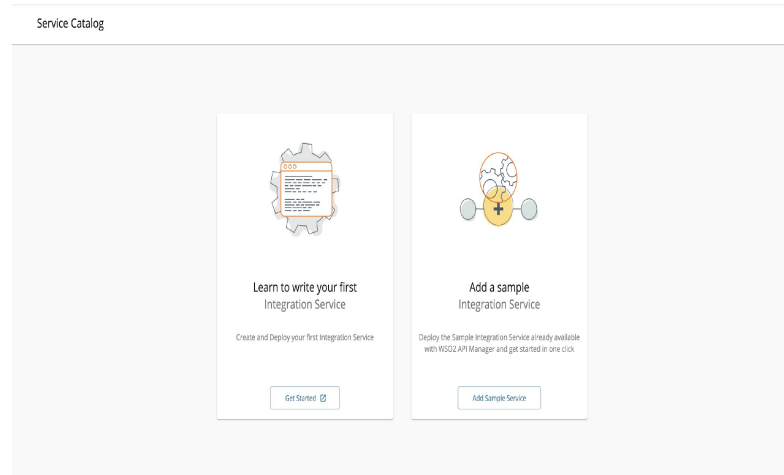 Service Catalog
Learn to write your first
Integration Service
Create and Deploy your first Integration Service
Get Started
Add a sample
Integration Service
Deploy the Sample Integration Service already available
with WSO2 API Manager and get started in one click
Add Sample Service